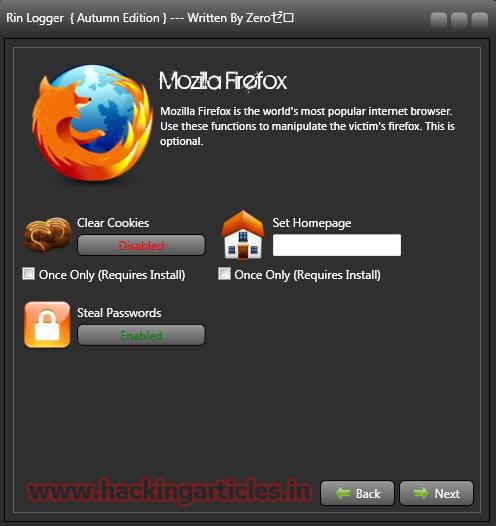 Rin Logger { Autumn Edition } --- Written By Zeroゼロ
Mozilla Firefox
Mozilla Firefox is the world's most popular internet browser.
Use these functions to manipulate the victim's firefox. This is
optional.
Clear Cookies
Disabled
Once Only (Requires Install)
Set Homepage
Once Only (Requires Install)
Steal Passwords
Enabled
www.hackingarticles.in
Back
Next